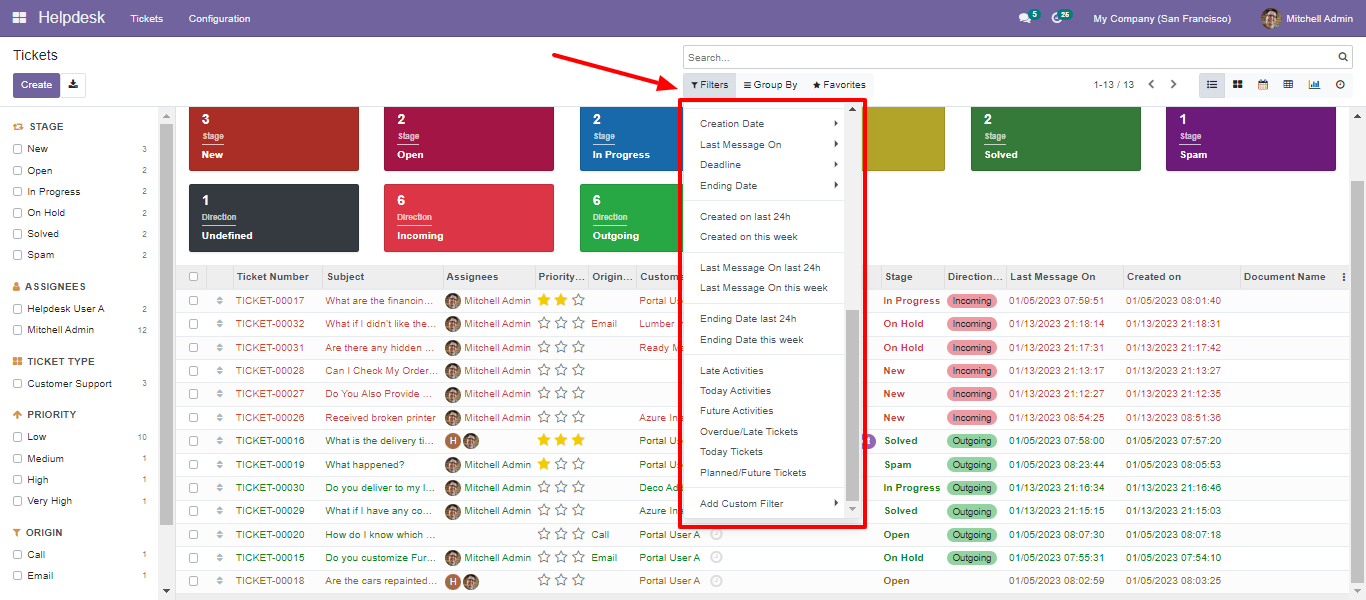 Helpdesk Tickets Configuration 5 26 My Company (San Francisco) Mitchell Admin
Tickets
Search...
Create
Filters Group By Favorites 1-13 / 13
STAGE
New 3
Open 2
In Progress 2
On Hold 2
Solved 2
Spam 2
ASSIGNEES
Helpdesk User A 2
Mitchell Admin 12
TICKET TYPE
Customer Support 3
PRIORITY
Low 10
Medium 1
High 1
Very High 1
ORIGIN
Call 1
Email 1
3
Stage
New
2
Stage
Open
2
Stage
In Progress
2
Stage
Solved
1
Stage
Spam
1
Direction
Undefined
6
Direction
Incoming
6
Direction
Outgoing
Creation Date
Last Message On
Deadline
Ending Date
Created on last 24h
Created on this week
Last Message On last 24h
Last Message On this week
Ending Date last 24h
Ending Date this week
Late Activities
Today Activities
Future Activities
Overdue/Late Tickets
Today Tickets
Planned/Future Tickets
Add Custom Filter
Ticket Number Subject Assignees Priority... Origin... Custome Stage Direction... Last Message On Created on Document Name
TICKET-00017 What are the financin... Mitchell Admin Portal Us In Progress Incoming 01/05/2023 07:59:51 01/05/2023 08:01:40
TICKET-00032 What if I didn't like the... Mitchell Admin Email Lumber On Hold Incoming 01/13/2023 21:18:14 01/13/2023 21:18:31
TICKET-00031 Are there any hidden ... Mitchell Admin Ready M On Hold Incoming 01/13/2023 21:17:31 01/13/2023 21:17:42
TICKET-00028 Can I Check My Order... Mitchell Admin New Incoming 01/13/2023 21:13:17 01/13/2023 21:13:27
TICKET-00027 Do You Also Provide ... Mitchell Admin New Incoming 01/13/2023 21:12:27 01/13/2023 21:12:35
TICKET-00026 Received broken printer Mitchell Admin Azure In New Incoming 01/13/2023 08:54:25 01/13/2023 08:51:36
TICKET-00016 What is the delivery ti... H Portal Us Solved Outgoing 01/05/2023 07:58:00 01/05/2023 07:57:20
TICKET-00019 What happened? Mitchell Admin Portal Us Spam Outgoing 01/05/2023 08:23:44 01/05/2023 08:05:53
TICKET-00030 Do you deliver to my l... Mitchell Admin Deco Ad In Progress Outgoing 01/13/2023 21:16:34 01/13/2023 21:16:46
TICKET-00029 What if I have any co... Mitchell Admin Azure In Solved Outgoing 01/13/2023 21:15:15 01/13/2023 21:15:03
TICKET-00020 How do I know which ... Call Portal User A Open Outgoing 01/05/2023 08:07:30 01/05/2023 08:07:18
TICKET-00015 Do you customize Fur... Mitchell Admin Email Portal User A On Hold Outgoing 01/05/2023 07:55:31 01/05/2023 07:54:10
TICKET-00018 Are the cars repainted... H Portal User A Open 01/05/2023 08:02:59 01/05/2023 08:03:25